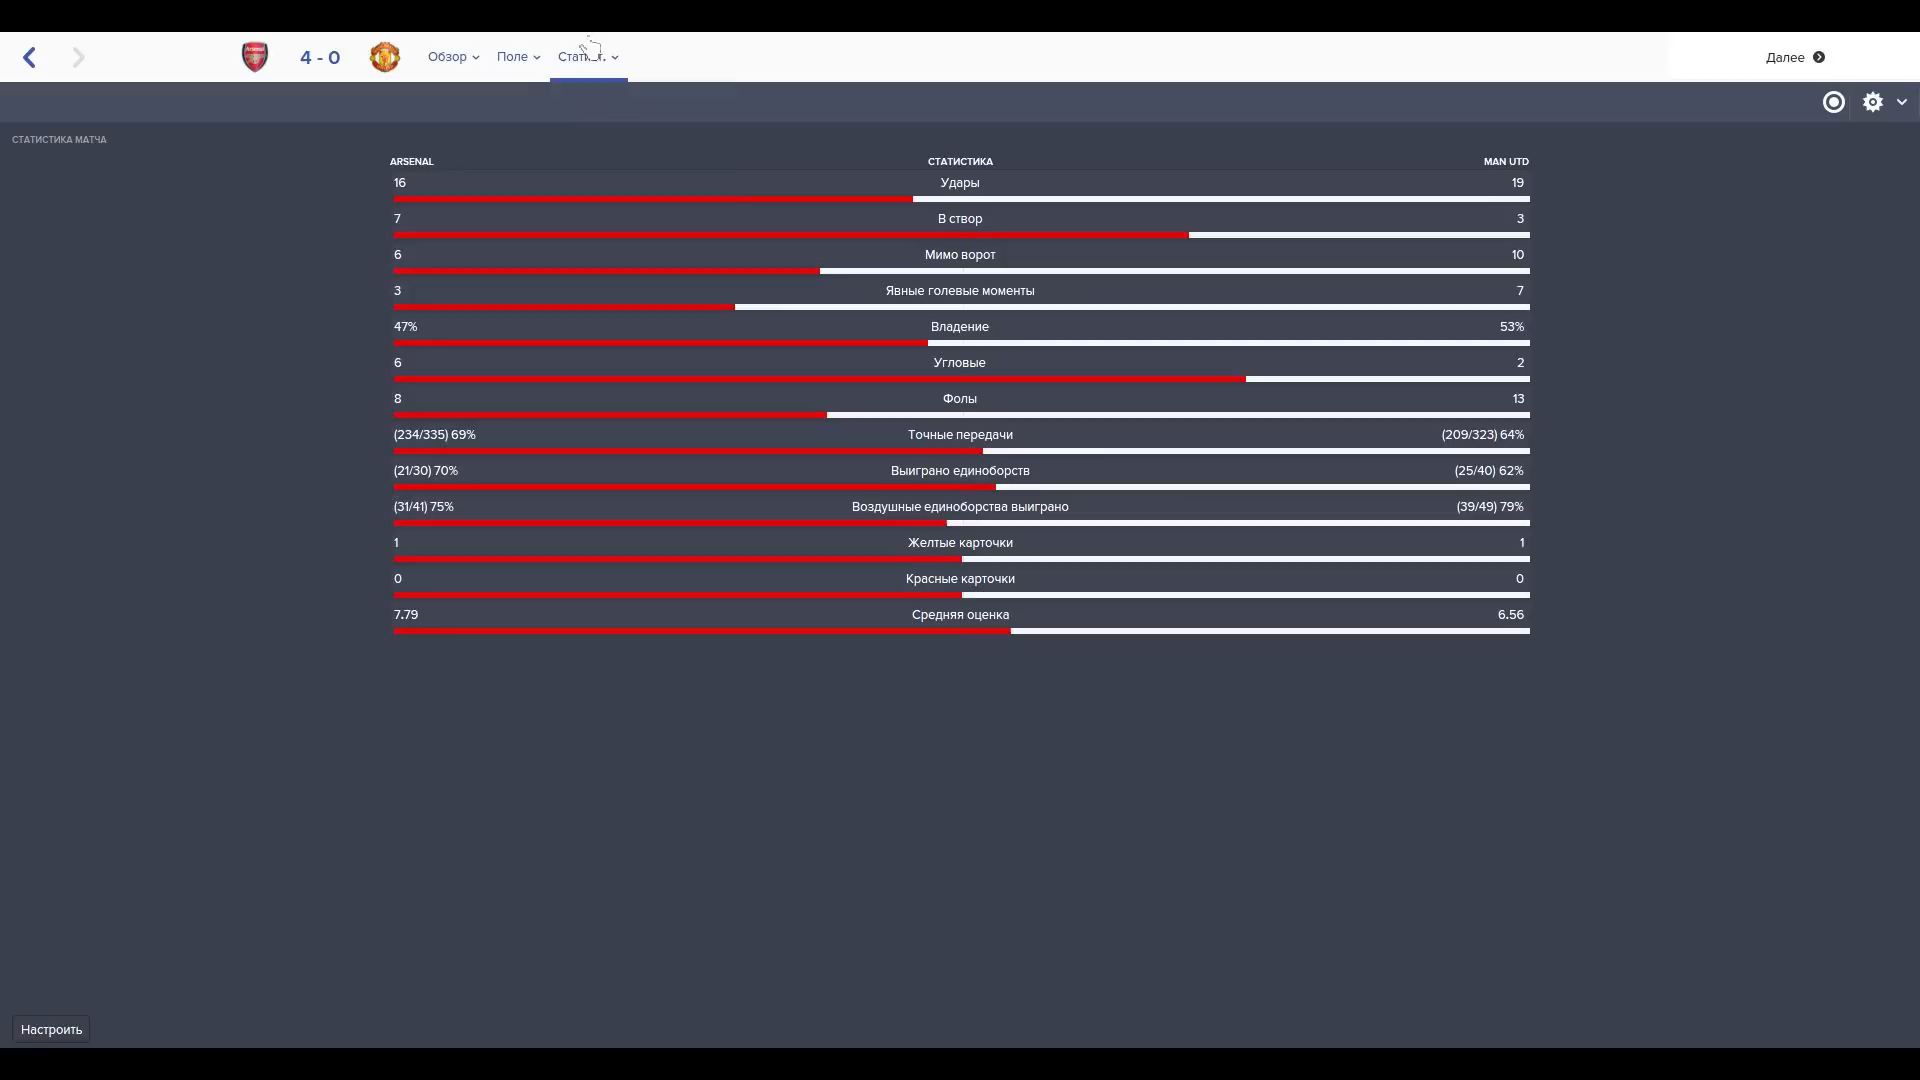 4 - 0 Обзор Поле Далее
СТАТИСТИКА МАТЧА
ARSENAL СТАТИСТИКА MAN UTD
16 Удары 19
7 В створ 3
6 Мимо ворот 10
3 Явные голевые моменты 7
47% Владение 53%
6 Угловые 2
8 Фолы 13
(234/335) 69% Точные передачи (209/323) 64%
(21/30) 70% Выиграно единоборств (25/40) 62%
(31/41) 75% Воздушные единоборства выиграно (39/49) 79%
1 Желтые карточки 1
0 Красные карточки 0
7.79 Средняя оценка 6.56
Настроить